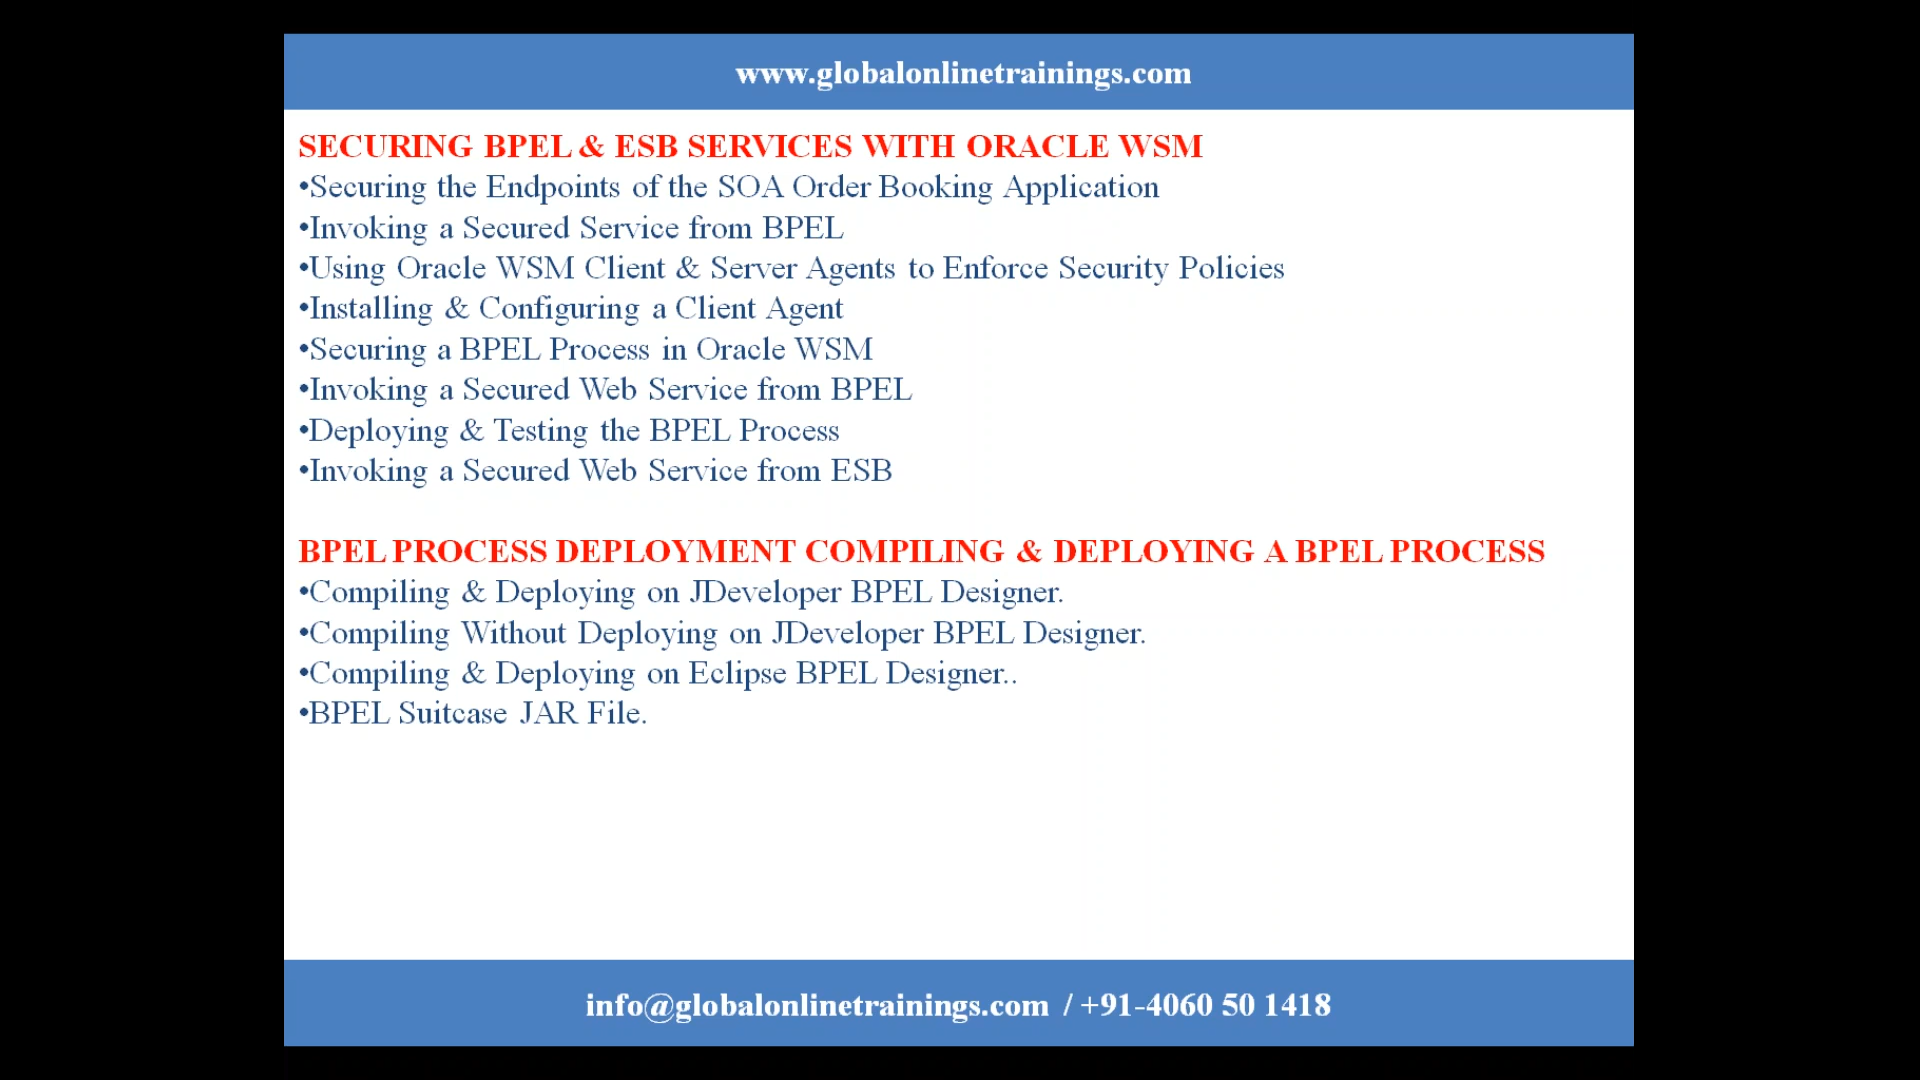 www.globalonlinetrainings.com
SECURING BPEL & ESB SERVICES WITH ORACLE WSM
•Securing the Endpoints of the SOA Order Booking Application
•Invoking a Secured Service from BPEL
•Using Oracle WSM Client & Server Agents to Enforce Security Policies
•Installing & Configuring a Client Agent
•Securing a BPEL Process in Oracle WSM
•Invoking a Secured Web Service from BPEL
•Deploying & Testing the BPEL Process
•Invoking a Secured Web Service from ESB
BPEL PROCESS DEPLOYMENT COMPILING & DEPLOYING A BPEL PROCESS
•Compiling & Deploying on JDeveloper BPEL Designer.
•Compiling Without Deploying on JDeveloper BPEL Designer.
•Compiling & Deploying on Eclipse BPEL Designer..
•BPEL Suitcase JAR File.
info@globalonlinetrainings.com / +91-4060 50 1418